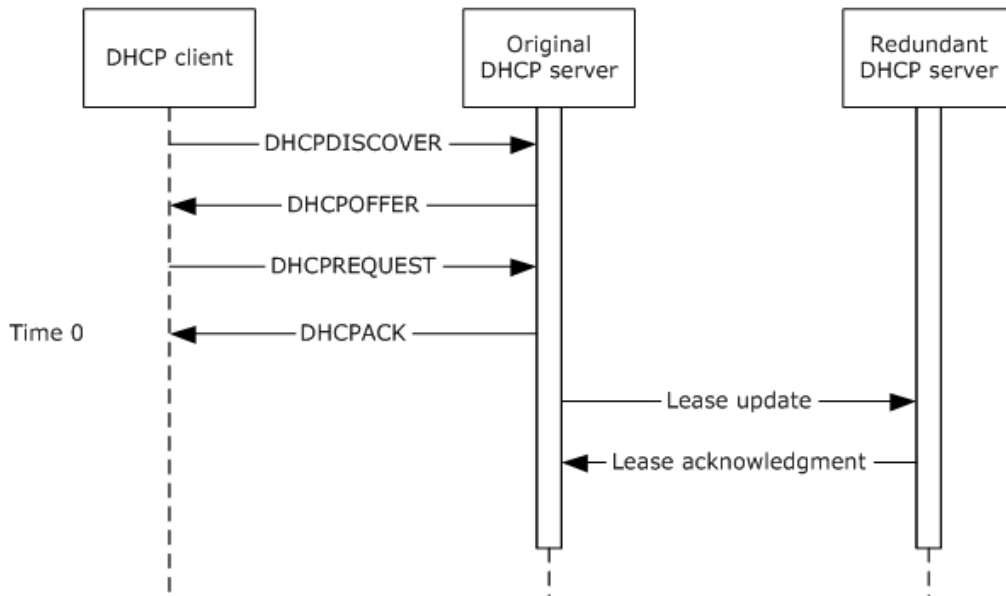 DHCP client
Original
DHCP server
Redundant
DHCP server
DHCPDISCOVER
DHCPOFFER
DHCPREQUEST
Time 0
DHCPACK
Lease update
Lease acknowledgment